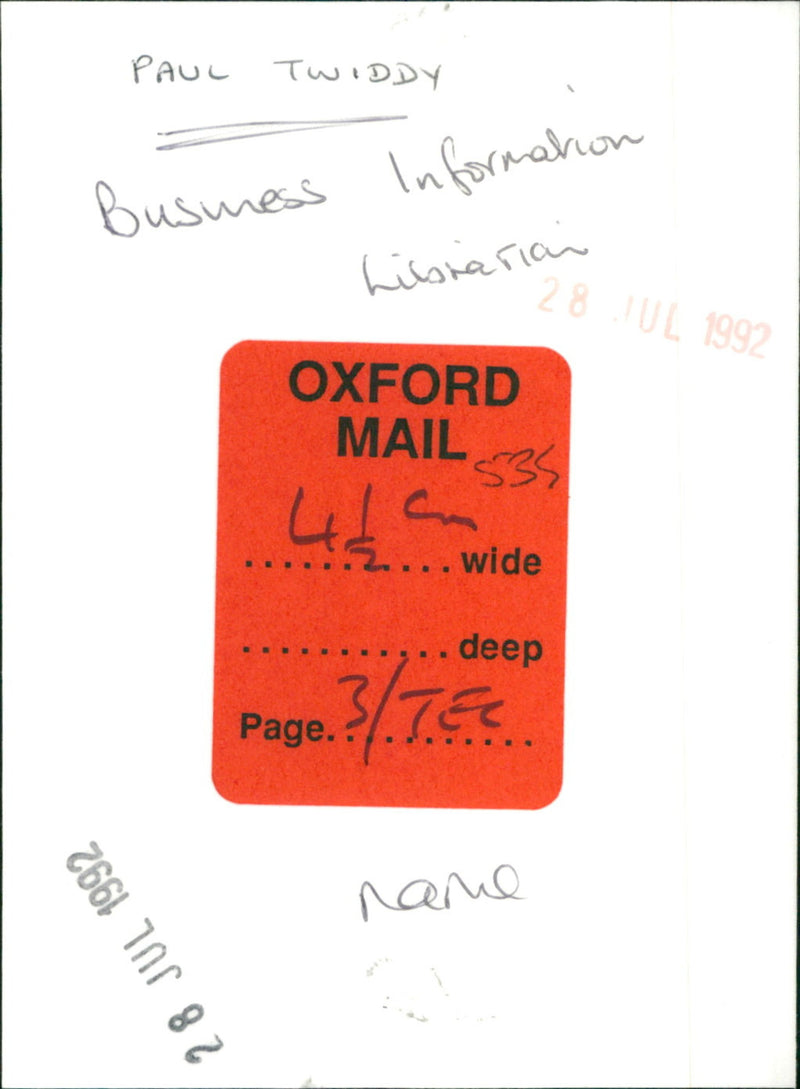 PAUL TWIDDY
Business Information
Librarian
28 JUL 1992
OXFORD
MAIL
535
4½ cm
............wide
............deep
Page. 3/TEC
name
28 JUL 1992